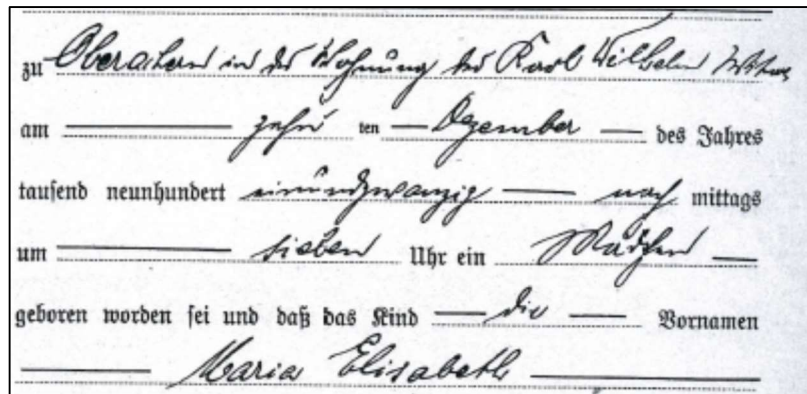 zu Oberachern in der Wohnung des Karl Wilhelm
am zehn ten Dezember des Jahres
tausend neunhundert einundzwanzig nach mittags
um sieben Uhr ein Mädchen
geboren worden sei und daß das Kind die Vornamen
Maria Elisabeth